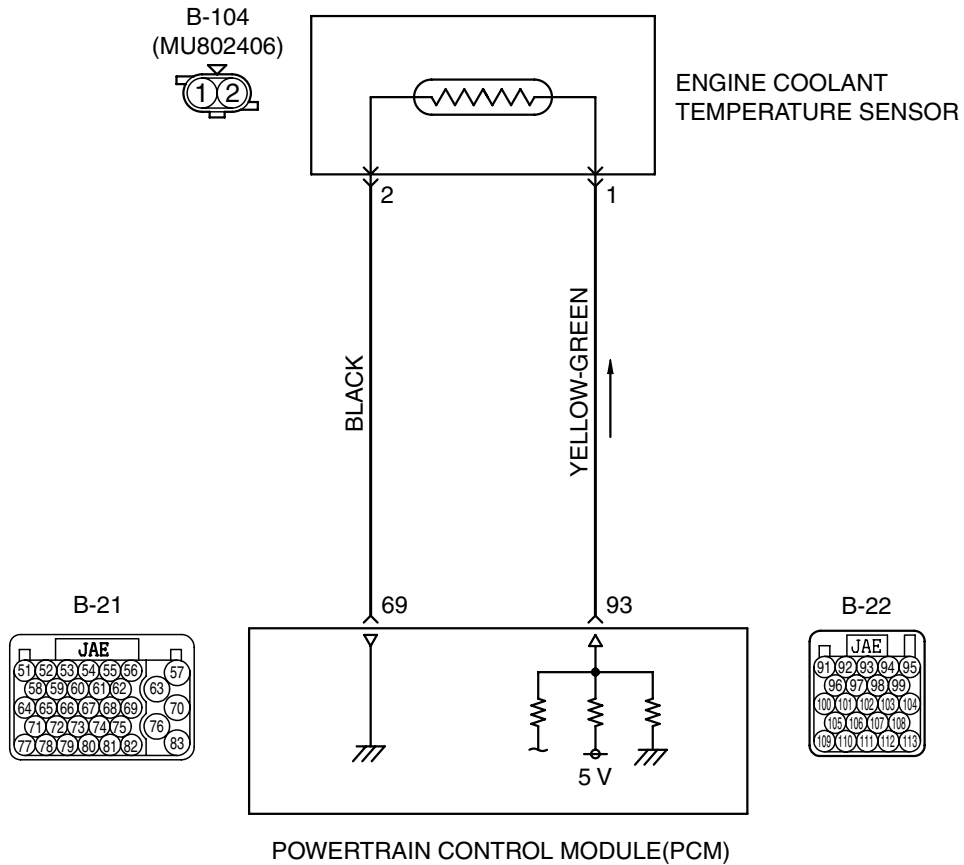 B-104
(MU802406)
1 2
ENGINE COOLANT
TEMPERATURE SENSOR
2
1
BLACK
YELLOW-GREEN
69
93
B-21
JAE
51 52 53 54 55 56 57
58 59 60 61 62 63
64 65 66 67 68 69 70
71 72 73 74 75 76
77 78 79 80 81 82 83
B-22
JAE
91 92 93 94 95
96 97 98 99
100 101 102 103 104
105 106 107 108
109 110 111 112 113
5 V
POWERTRAIN CONTROL MODULE(PCM)